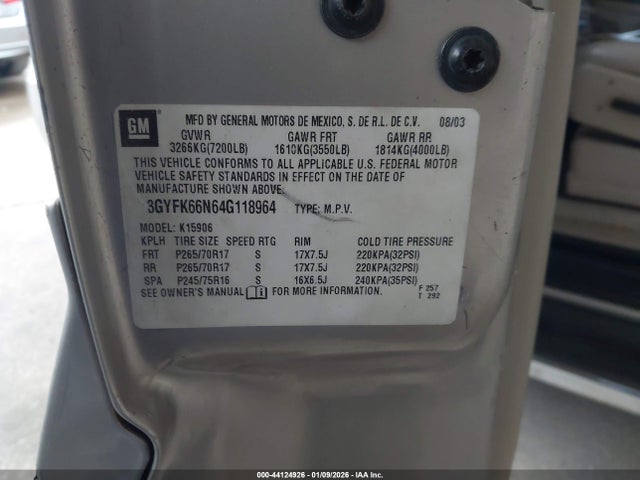 GM
MFD BY GENERAL MOTORS DE MEXICO, S. DE R.L. DE C.V. 08/03
GVWR GAWR FRT GAWR RR
3266KG(7200LB) 1610KG(3550LB) 1814KG(4000LB)
THIS VEHICLE CONFORMS TO ALL APPLICABLE U.S. FEDERAL MOTOR
VEHICLE SAFETY STANDARDS IN EFFECT ON THE DATE OF
MANUFACTURE SHOWN ABOVE.
3GYFK66N64G118964 TYPE: M.P.V.
MODEL: K15906
KPLH TIRE SIZE SPEED RTG RIM COLD TIRE PRESSURE
FRT P265/70R17 S 17X7.5J 220KPA(32PSI)
RR P265/70R17 S 17X7.5J 220KPA(32PSI)
SPA P245/75R16 S 16X6.5J 240KPA(35PSI)
SEE OWNER'S MANUAL FOR MORE INFORMATION.
F 257
T 292
000-44124926 - 01/09/2026 - IAA Inc.